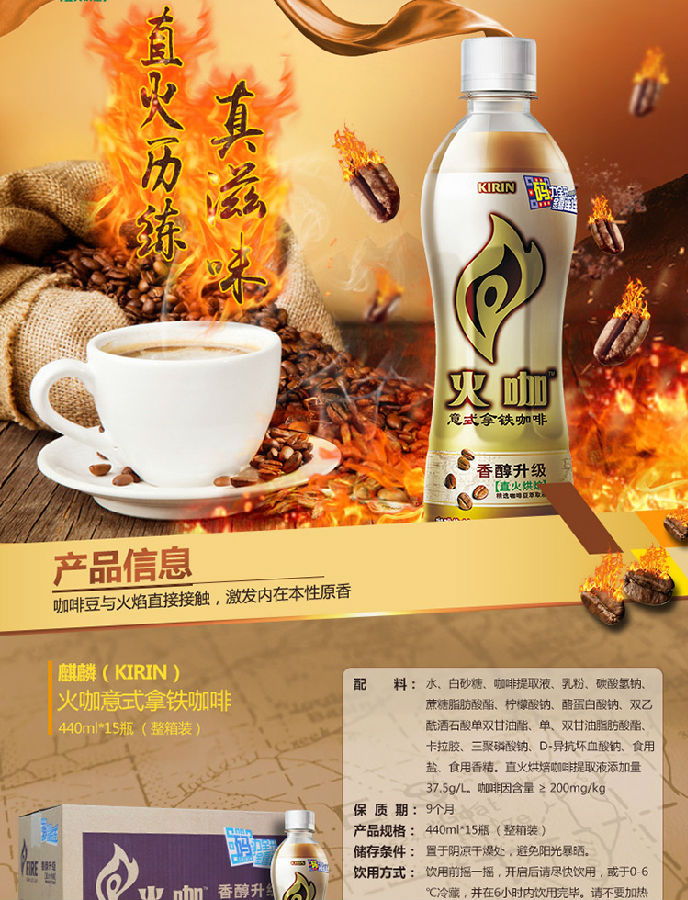 直火历练
真滋味
KIRIN
码
火咖™
意式拿铁咖啡
香醇升级
【直火烘焙】
产品信息
咖啡豆与火焰直接接触，激发内在本性原香
麒麟（KIRIN）
火咖意式拿铁咖啡
440ml*15瓶（整箱装）
配 料： 水、白砂糖、咖啡提取液、乳粉、碳酸氢钠、
蔗糖脂肪酸酯、柠檬酸钠、酪蛋白酸钠、双乙
酰酒石酸单双甘油酯、单、双甘油脂肪酸酯、
卡拉胶、三聚磷酸钠、D-异抗坏血酸钠、食用
盐、食用香精。直火烘焙咖啡提取液添加量
37.5g/L。咖啡因含量 ≥ 200mg/kg
保 质 期： 9个月
产品规格： 440ml*15瓶（整箱装）
储存条件： 置于阴凉干燥处，避免阳光暴晒。
饮用方式： 饮用前摇一摇，开启后请尽快饮用，或于0-6
℃冷藏，并在6小时内饮用完毕。请不要加热
FIRE
火咖
香醇升级
KIRIN
码